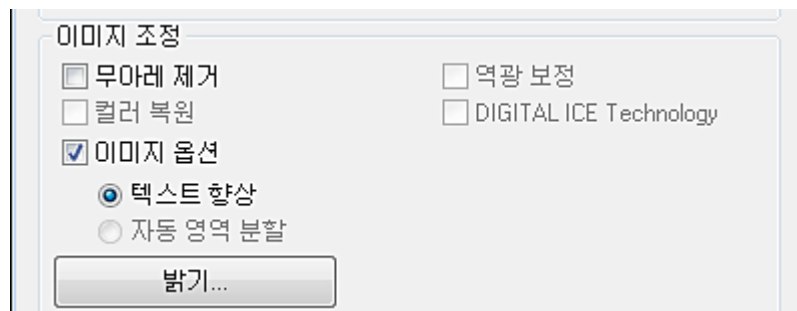 이미지 조정
무아레 제거
역광 보정
컬러 복원
DIGITAL ICE Technology
이미지 옵션
텍스트 향상
자동 영역 분할
밝기...